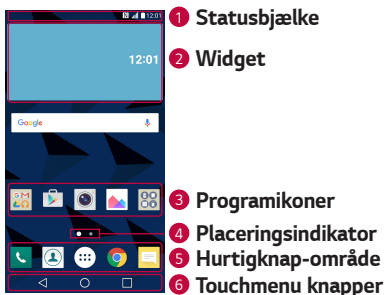 12:01
1 Statusbjælke
12:01
2 Widget
Google
3 Programikoner
4 Placeringsindikator
5 Hurtigknap-område
6 Touchmenu knapper